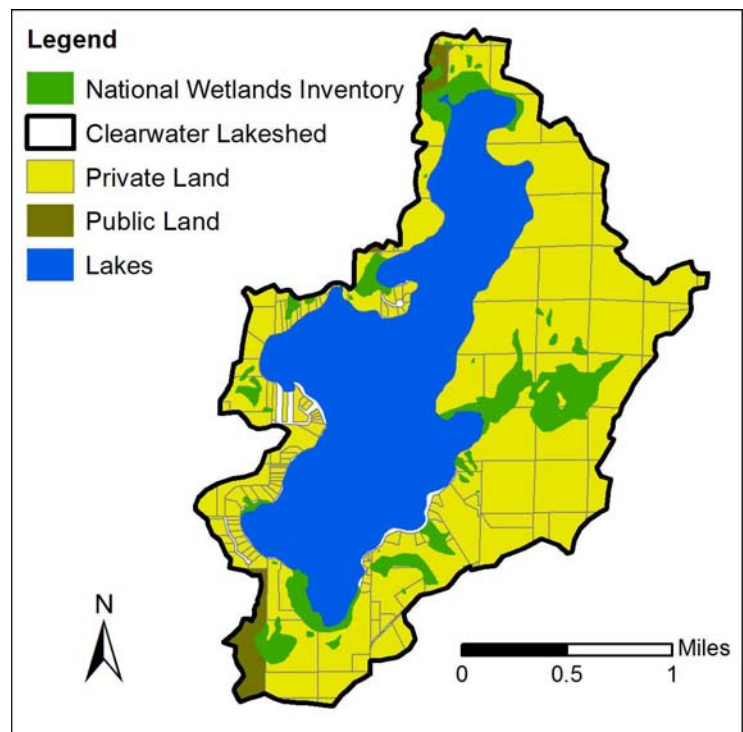 Legend
National Wetlands Inventory
Clearwater Lakeshed
Private Land
Public Land
Lakes
N
Miles
0 0.5 1